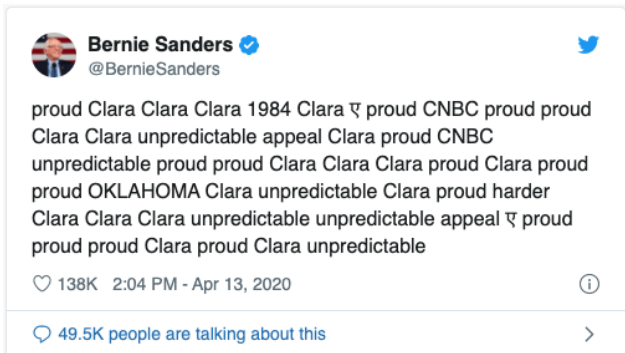 Bernie Sanders
@BernieSanders
proud Clara Clara Clara 1984 Clara ए proud CNBC proud proud
Clara Clara unpredictable appeal Clara proud CNBC
unpredictable proud proud Clara Clara Clara proud Clara proud
proud OKLAHOMA Clara unpredictable Clara proud harder
Clara Clara Clara unpredictable unpredictable appeal ए proud
proud proud Clara proud Clara unpredictable
138K 2:04 PM - Apr 13, 2020
49.5K people are talking about this